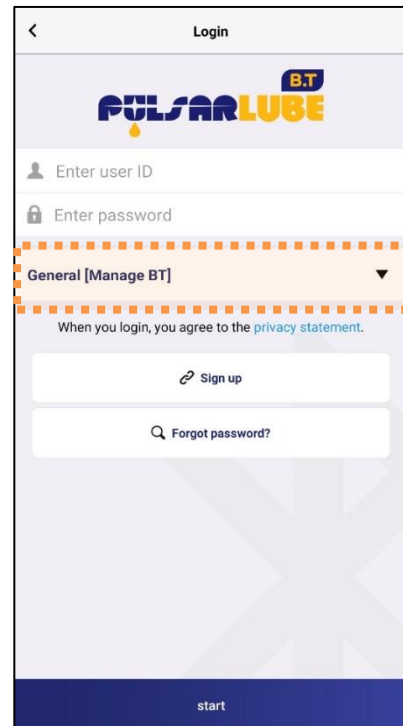 Login
B.T
PULSARLUBE
Enter user ID
Enter password
General [Manage BT]
When you login, you agree to the privacy statement.
Sign up
Forgot password?
start